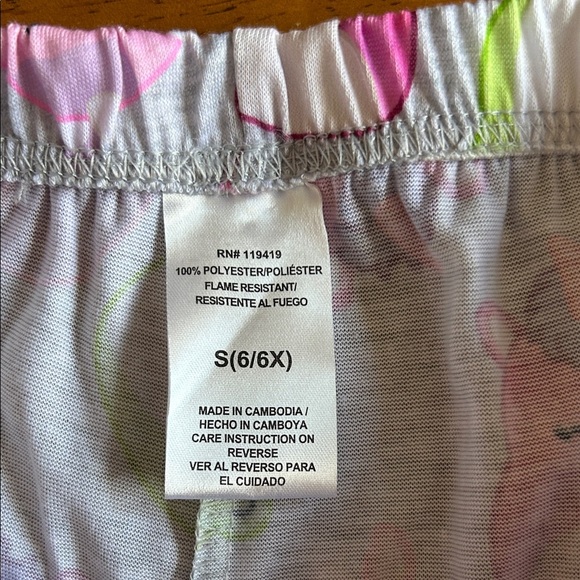 RN# 119419
100% POLYESTER/POLIÉSTER
FLAME RESISTANT/
RESISTENTE AL FUEGO
S(6/6X)
MADE IN CAMBODIA /
HECHO IN CAMBOYA
CARE INSTRUCTION ON
REVERSE
VER AL REVERSO PARA
EL CUIDADO